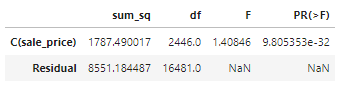 sum_sq df F PR(>F)
C(sale_price) 1787.490017 2446.0 1.40846 9.805353e-32
Residual 8551.184487 16481.0 NaN NaN